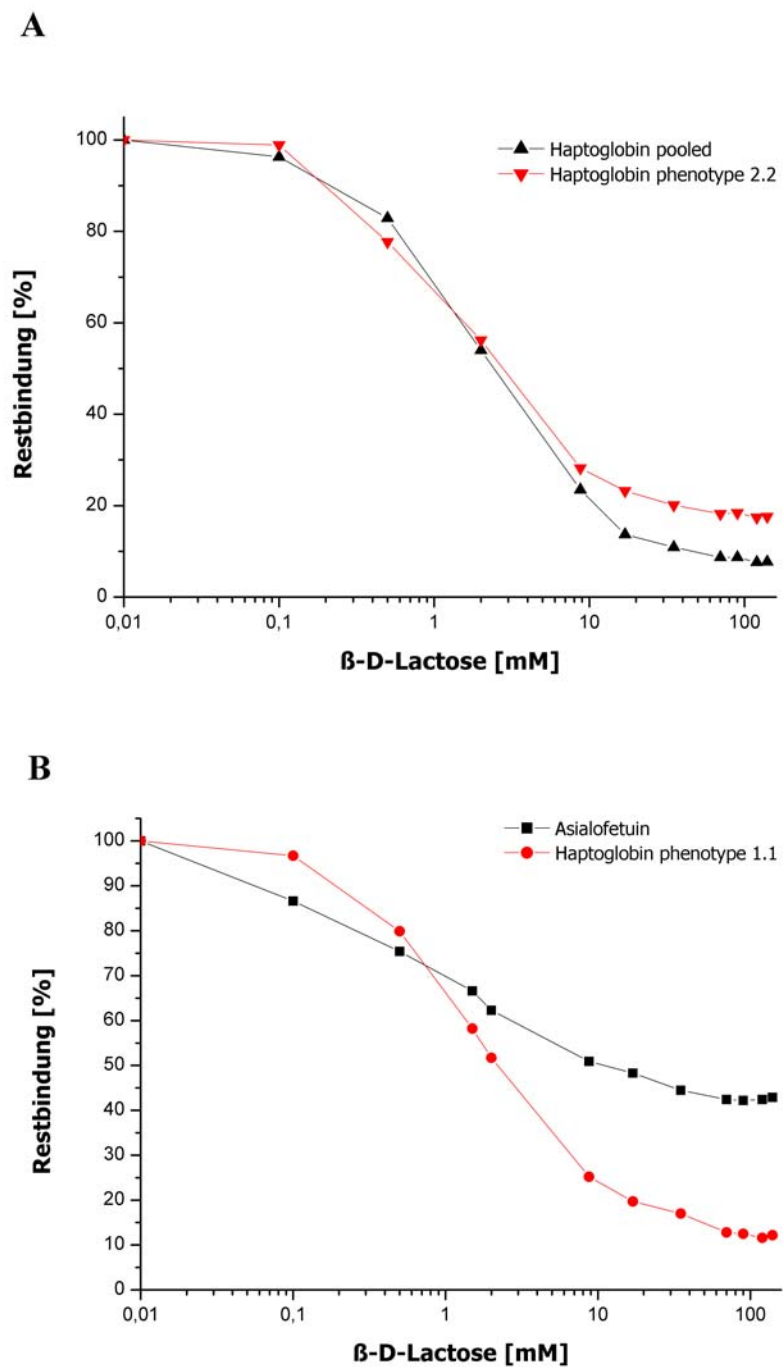 A
Haptoglobin pooled
Haptoglobin phenotype 2.2
Restbindung [%]
100
80
60
40
20
0
0,01 0,1 1 10 100
ß-D-Lactose [mM]
B
Asialofetuin
Haptoglobin phenotype 1.1
Restbindung [%]
100
90
80
70
60
50
40
30
20
10
0
0,01 0,1 1 10 100
ß-D-Lactose [mM]